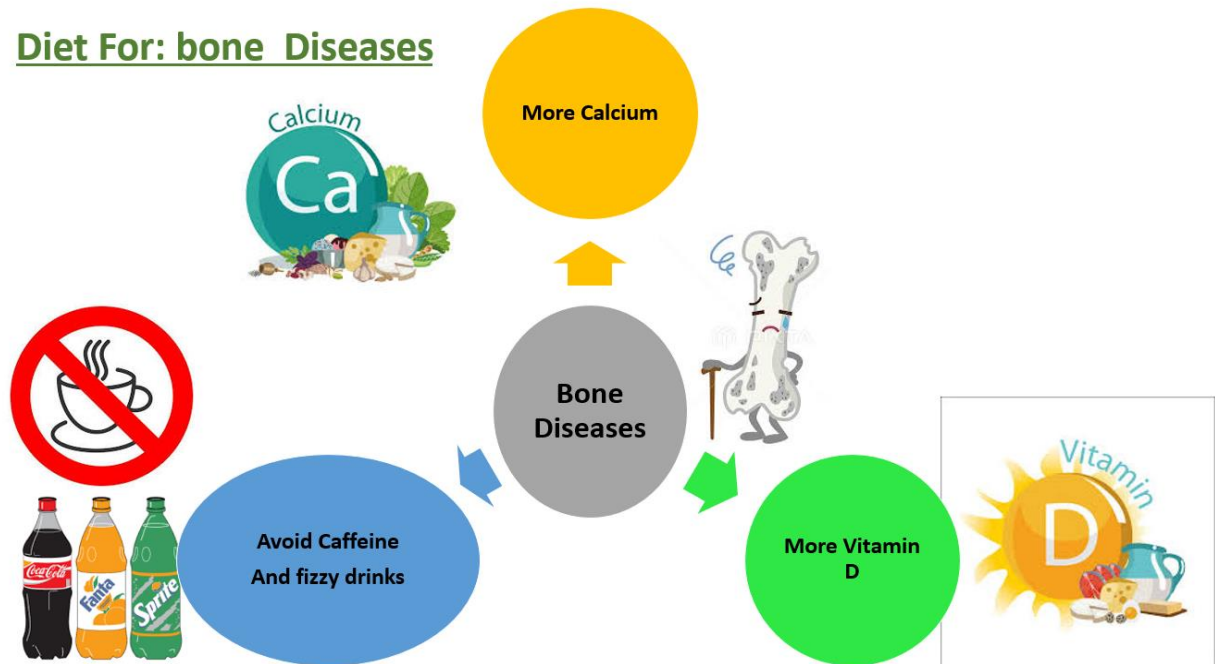 Diet For: bone Diseases
More Calcium
Calcium
Ca
Bone
Diseases
Avoid Caffeine
And fizzy drinks
Coca-Cola
Fanta
Sprite
More Vitamin
D
Vitamin
D